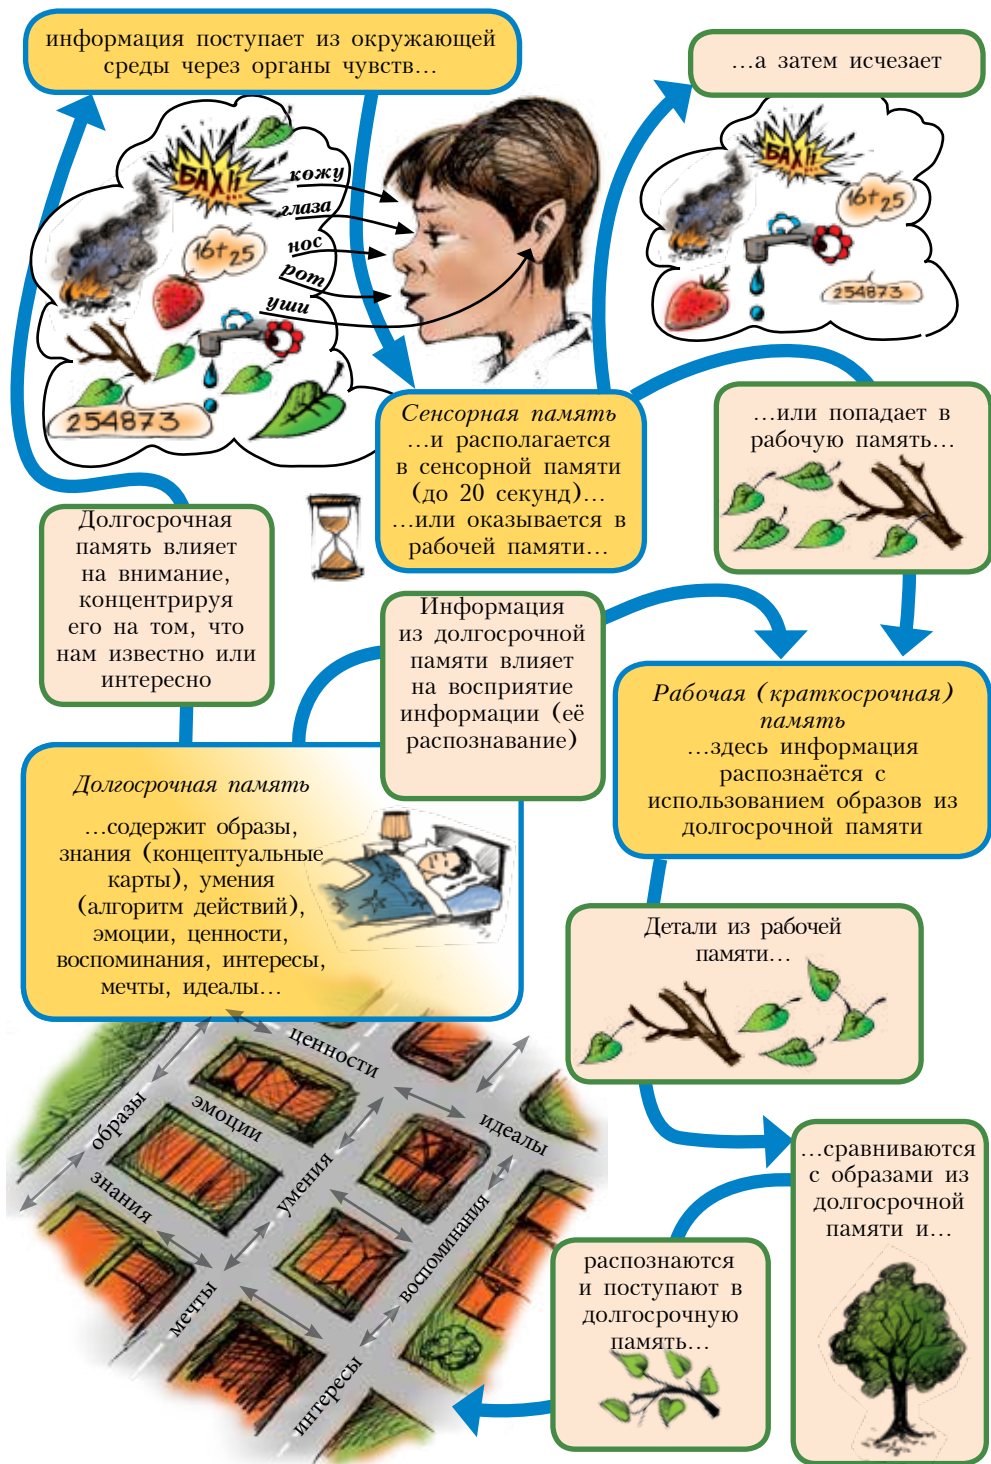 информация поступает из окружающей
среды через органы чувств...
...а затем исчезает
БАХ!!
кожу
глаза
нос
рот
уши
16+25
254873
БАХ!!
16+25
254873
Сенсорная память
...и располагается
в сенсорной памяти
(до 20 секунд)...
...или оказывается в
рабочей памяти...
...или попадает в
рабочую память...
Долгосрочная
память влияет
на внимание,
концентрируя
его на том, что
нам известно или
интересно
Информация
из долгосрочной
памяти влияет
на восприятие
информации (её
распознавание)
Рабочая (краткосрочная)
память
...здесь информация
распознаётся с
использованием образов из
долгосрочной памяти
Долгосрочная память
...содержит образы,
знания (концептуальные
карты), умения
(алгоритм действий),
эмоции, ценности,
воспоминания, интересы,
мечты, идеалы...
Детали из рабочей
памяти...
...сравниваются
с образами из
долгосрочной
памяти и...
распознаются
и поступают в
долгосрочную
память...
ценности
образы
эмоции
идеалы
знания
умения
воспоминания
мечты
интересы